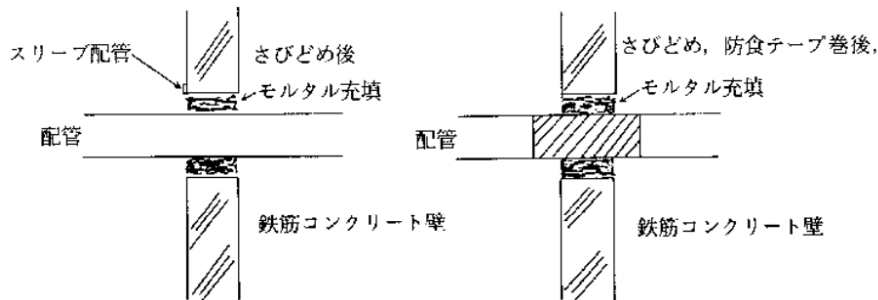 スリーブ配管
さびどめ後
モルタル充填
配管
鉄筋コンクリート壁
さびどめ，防食テープ巻後，
モルタル充填
配管
鉄筋コンクリート壁